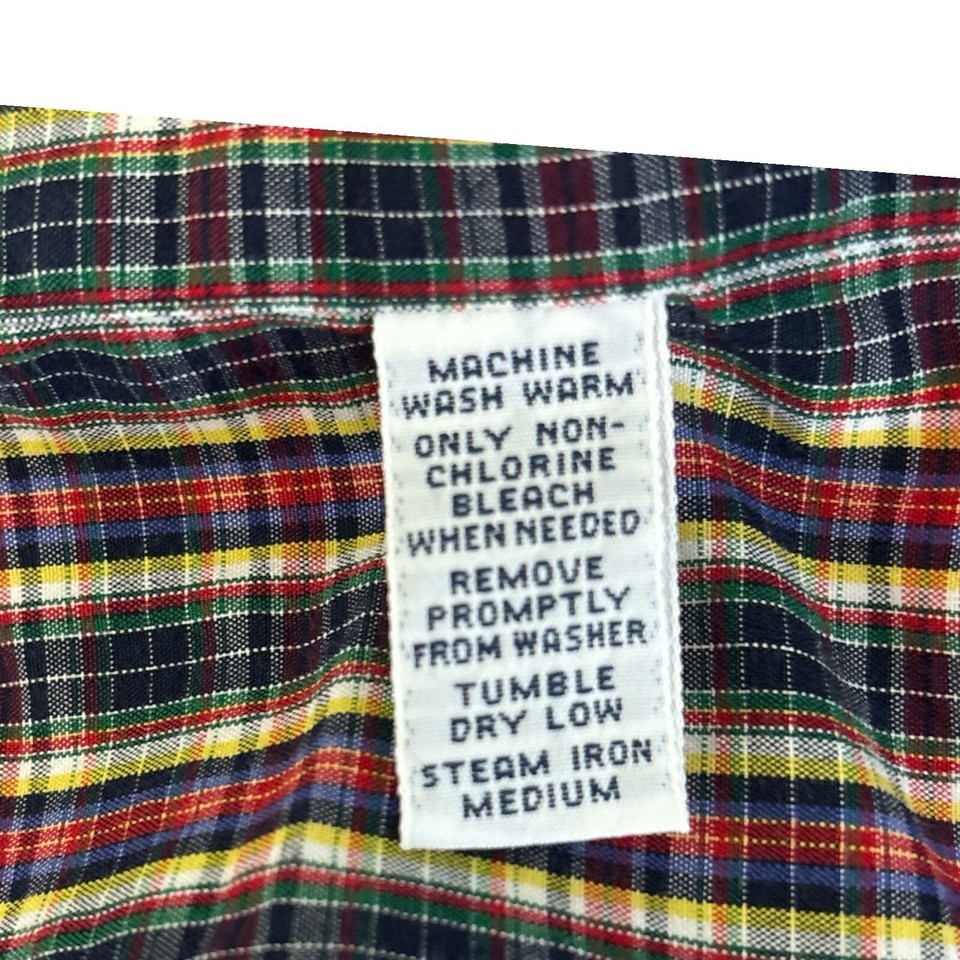 MACHINE
WASH WARM
ONLY NON-
CHLORINE
BLEACH
WHEN NEEDED
REMOVE
PROMPTLY
FROM WASHER
TUMBLE
DRY LOW
STEAM IRON
MEDIUM